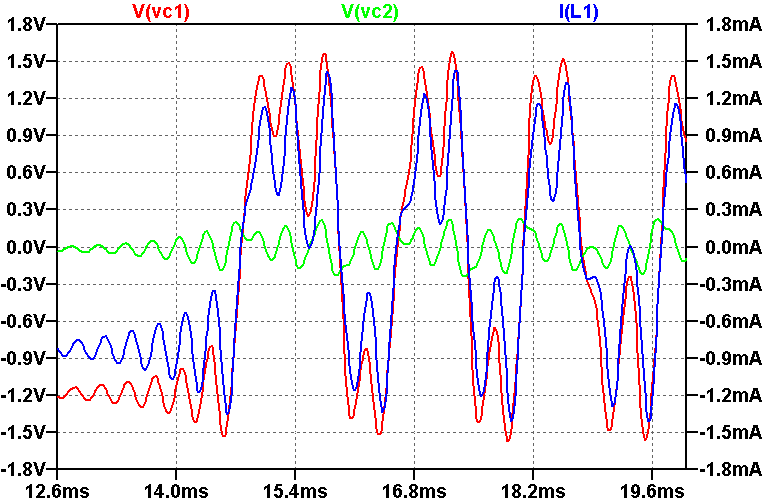 V(vc1) V(vc2) I(L1)
1.8V 1.8mA
1.5V 1.5mA
1.2V 1.2mA
0.9V 0.9mA
0.6V 0.6mA
0.3V 0.3mA
0.0V 0.0mA
-0.3V -0.3mA
-0.6V -0.6mA
-0.9V -0.9mA
-1.2V -1.2mA
-1.5V -1.5mA
-1.8V -1.8mA
12.6ms 14.0ms 15.4ms 16.8ms 18.2ms 19.6ms